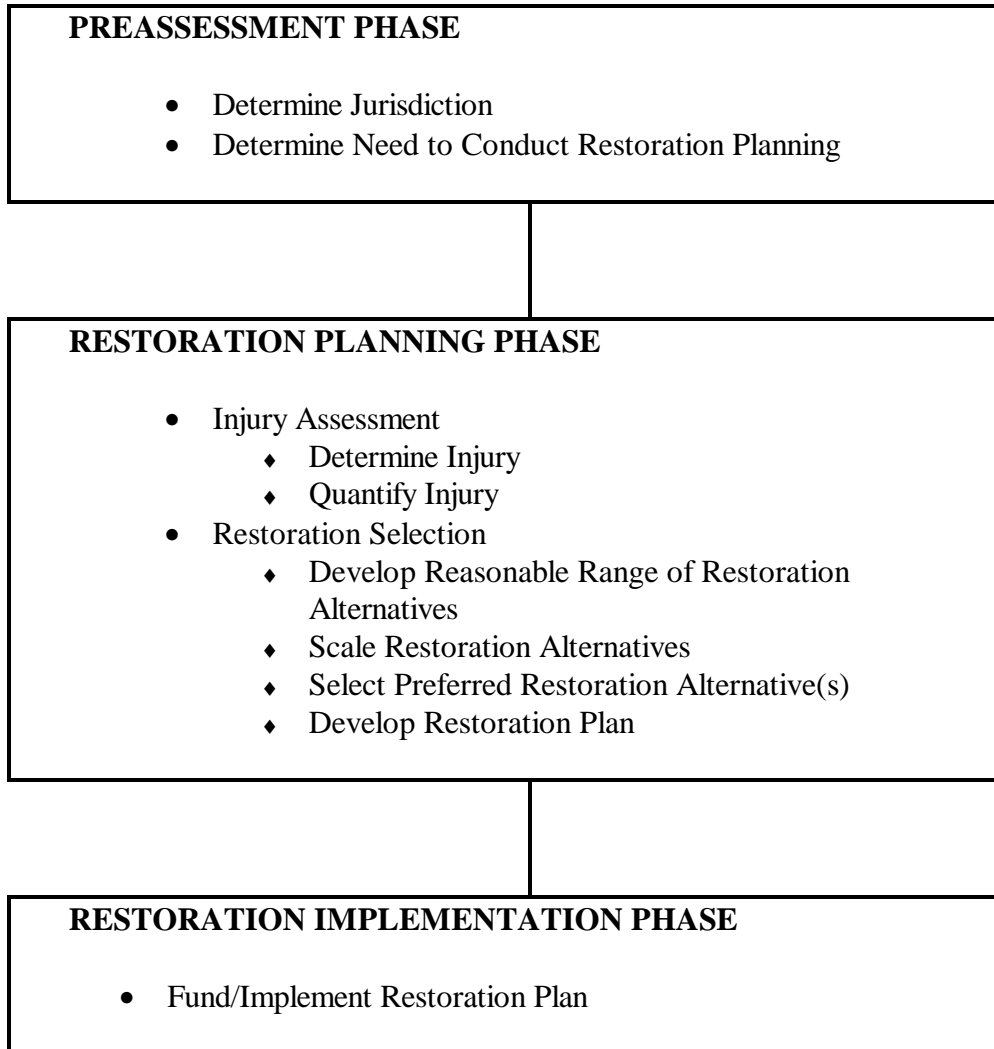 PREASSESSMENT PHASE
• Determine Jurisdiction
• Determine Need to Conduct Restoration Planning
RESTORATION PLANNING PHASE
• Injury Assessment
♦ Determine Injury
♦ Quantify Injury
• Restoration Selection
♦ Develop Reasonable Range of Restoration
Alternatives
♦ Scale Restoration Alternatives
♦ Select Preferred Restoration Alternative(s)
♦ Develop Restoration Plan
RESTORATION IMPLEMENTATION PHASE
• Fund/Implement Restoration Plan